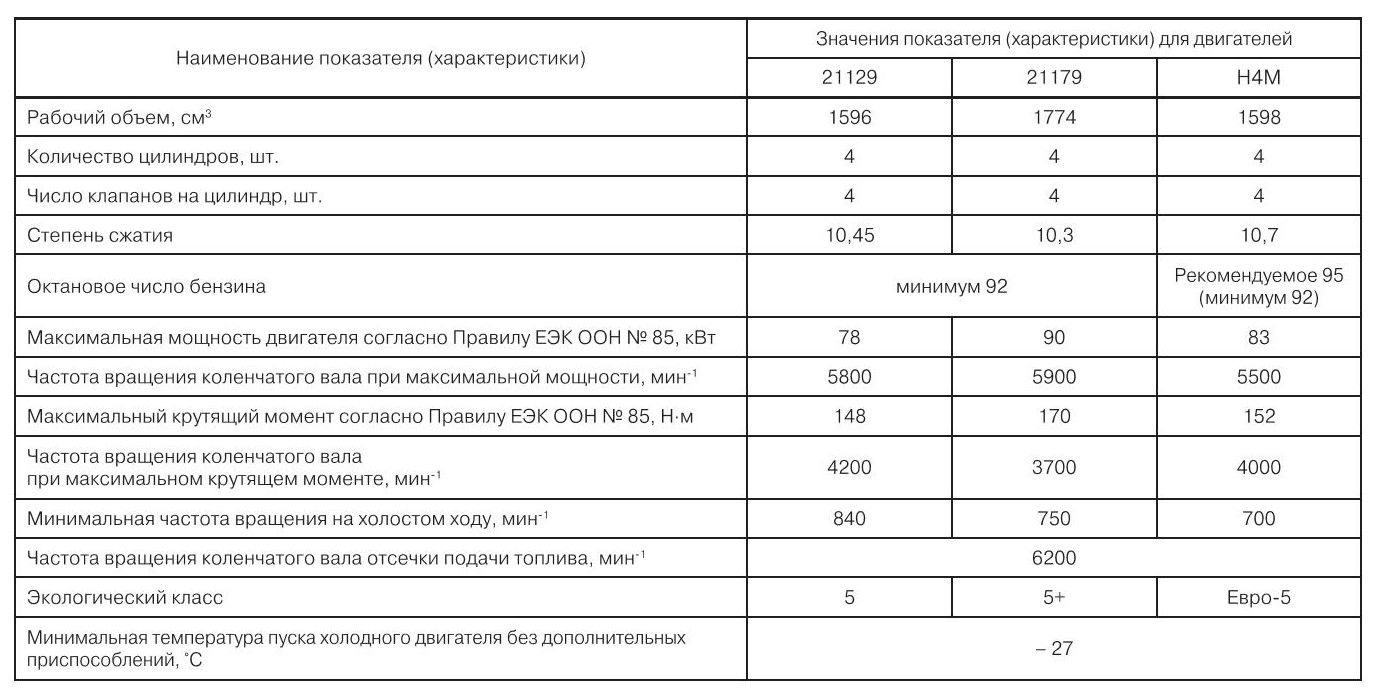 Наименование показателя (характеристики)
Значения показателя (характеристики) для двигателей
21129 21179 H4M
Рабочий объем, см³ 1596 1774 1598
Количество цилиндров, шт. 4 4 4
Число клапанов на цилиндр, шт. 4 4 4
Степень сжатия 10,45 10,3 10,7
Октановое число бензина минимум 92 Рекомендуемое 95
(минимум 92)
Максимальная мощность двигателя согласно Правилу ЕЭК ООН № 85, кВт 78 90 83
Частота вращения коленчатого вала при максимальной мощности, мин⁻¹ 5800 5900 5500
Максимальный крутящий момент согласно Правилу ЕЭК ООН № 85, Н·м 148 170 152
Частота вращения коленчатого вала
при максимальном крутящем моменте, мин⁻¹ 4200 3700 4000
Минимальная частота вращения на холостом ходу, мин⁻¹ 840 750 700
Частота вращения коленчатого вала отсечки подачи топлива, мин⁻¹ 6200
Экологический класс 5 5+ Евро-5
Минимальная температура пуска холодного двигателя без дополнительных
приспособлений, °С – 27